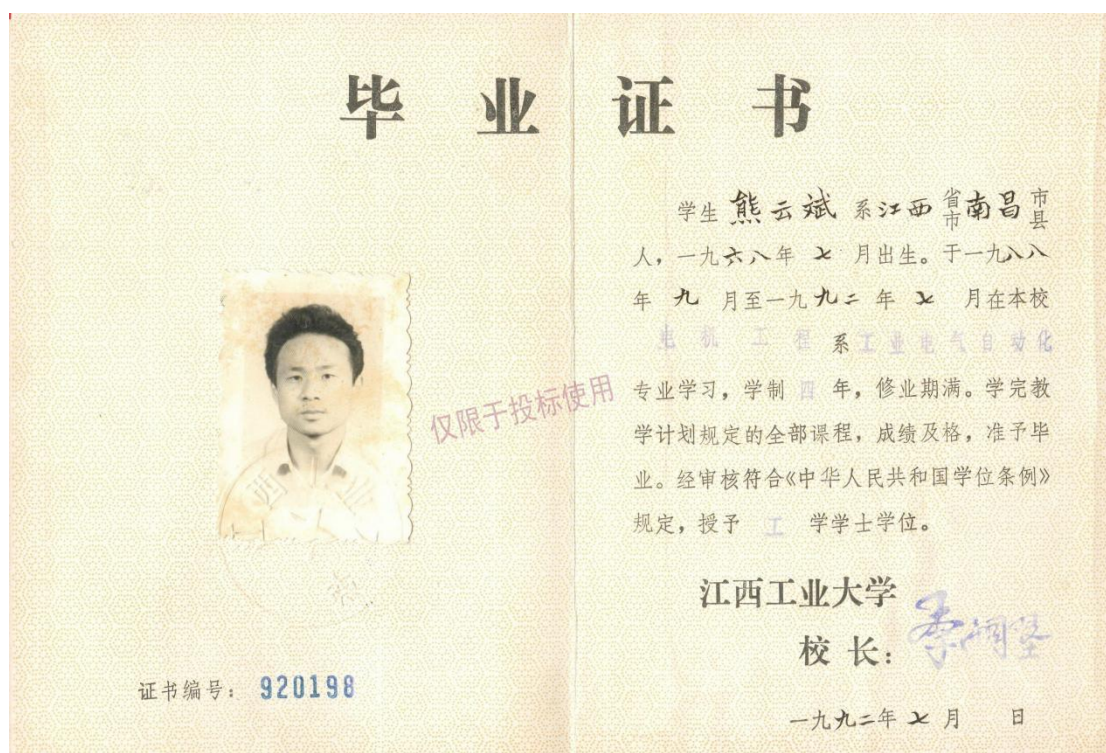 毕业证书
学生 熊云斌 系江西省市南昌市县
人，一九六八年 七 月出生。于一九八八
年 九 月至一九九二年 七 月在本校
电机工程 系 工业电气自动化
专业学习，学制 四 年，修业期满。学完教
学计划规定的全部课程，成绩及格，准予毕
业。经审核符合《中华人民共和国学位条例》
规定，授予 工 学学士学位。
江西工业大学
校 长：
一九九二年 七 月 日
证书编号：920198
仅限于投标使用